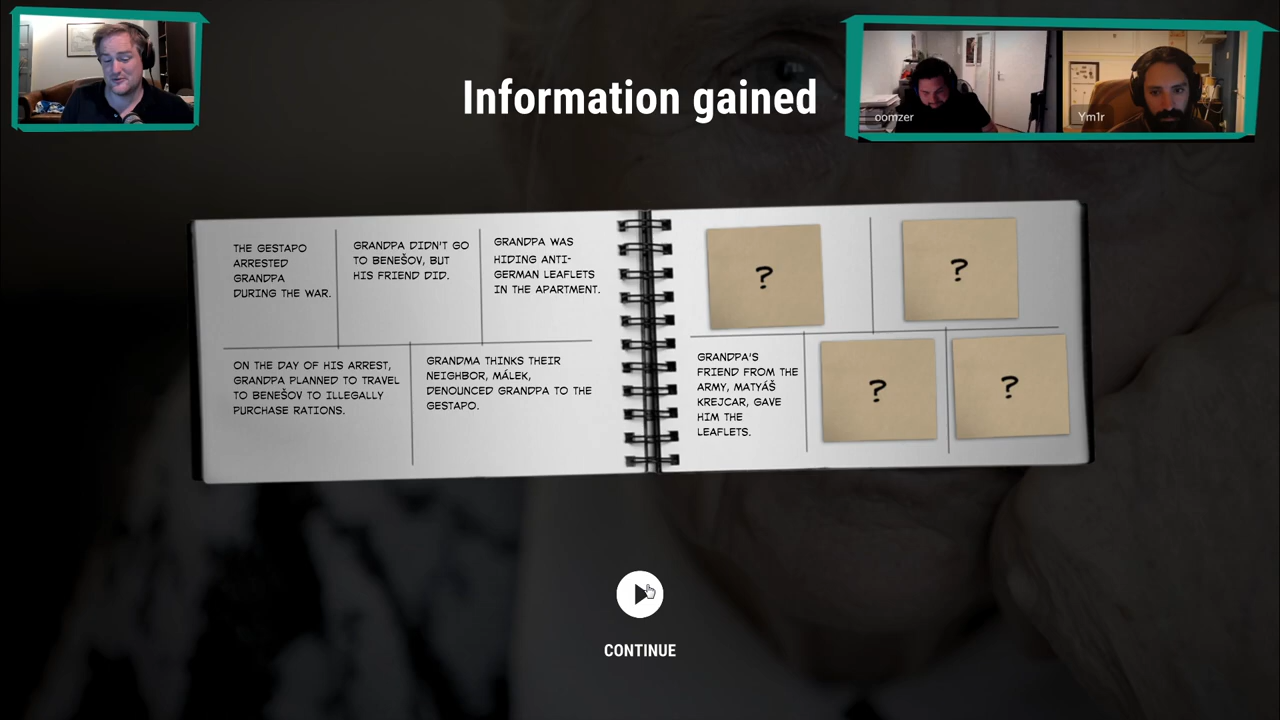 Information gained
oomzer
Ym1r
THE GESTAPO
ARRESTED
GRANDPA
DURING THE WAR.
GRANDPA DIDN'T GO
TO BENEŠOV, BUT
HIS FRIEND DID.
GRANDPA WAS
HIDING ANTI-
GERMAN LEAFLETS
IN THE APARTMENT.
ON THE DAY OF HIS ARREST,
GRANDPA PLANNED TO TRAVEL
TO BENEŠOV TO ILLEGALLY
PURCHASE RATIONS.
GRANDMA THINKS THEIR
NEIGHBOR, MÁLEK,
DENOUNCED GRANDPA TO THE
GESTAPO.
?
?
GRANDPA'S
FRIEND FROM THE
ARMY, MATYÁŠ
KREJCAR, GAVE
HIM THE
LEAFLETS.
?
?
CONTINUE